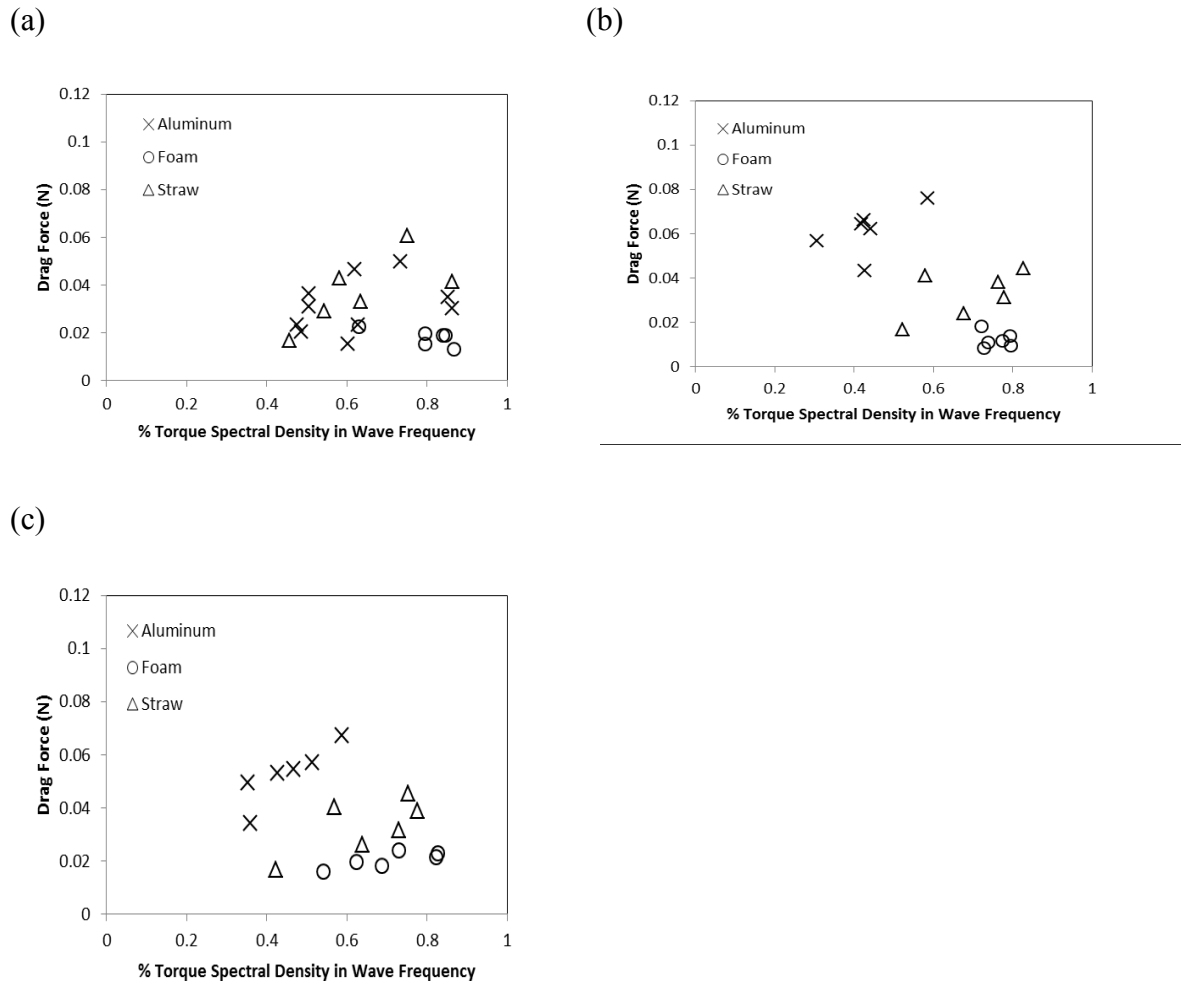 (a)
(b)
0.12
0.1
0.08
0.06
0.04
0.02
0
Drag Force (N)
Aluminum
Foam
Straw
0 0.2 0.4 0.6 0.8 1
% Torque Spectral Density in Wave Frequency
0.12
0.1
0.08
0.06
0.04
0.02
0
Drag Force (N)
Aluminum
Foam
Straw
0 0.2 0.4 0.6 0.8 1
% Torque Spectral Density in Wave Frequency
(c)
0.12
0.1
0.08
0.06
0.04
0.02
0
Drag Force (N)
Aluminum
Foam
Straw
0 0.2 0.4 0.6 0.8 1
% Torque Spectral Density in Wave Frequency